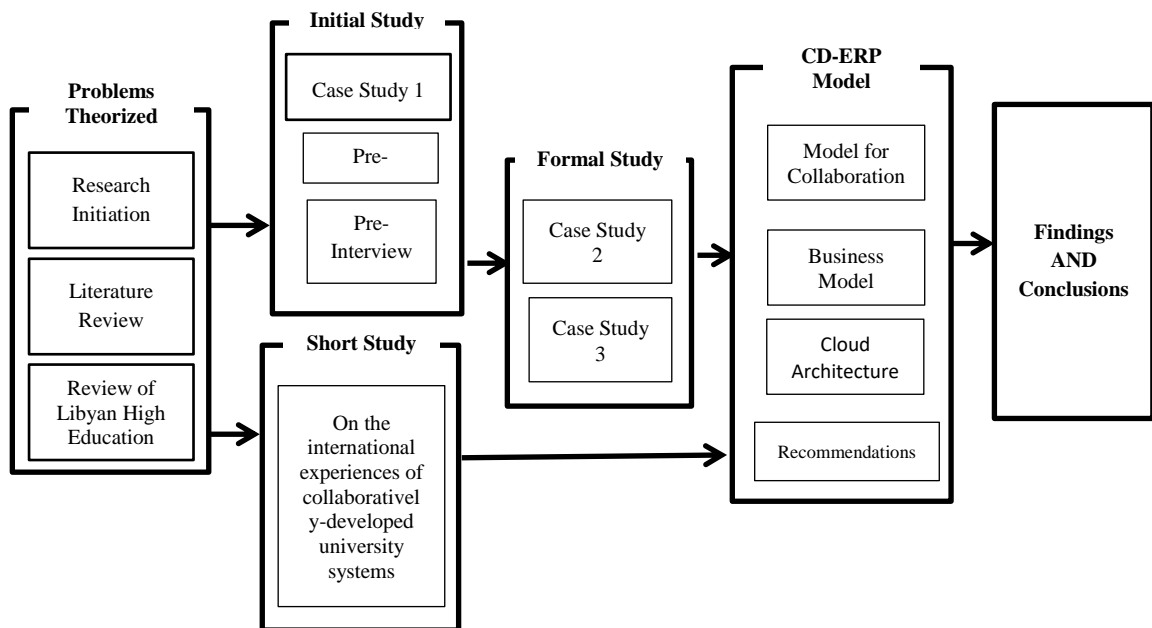 Problems
Theorized
Research
Initiation
Literature
Review
Review of
Libyan High
Education
Initial Study
Case Study 1
Pre-
Pre-
Interview
Short Study
On the
international
experiences of
collaborativel
y-developed
university
systems
Formal Study
Case Study
2
Case Study
3
CD-ERP
Model
Model for
Collaboration
Business
Model
Cloud
Architecture
Recommendations
Findings
AND
Conclusions